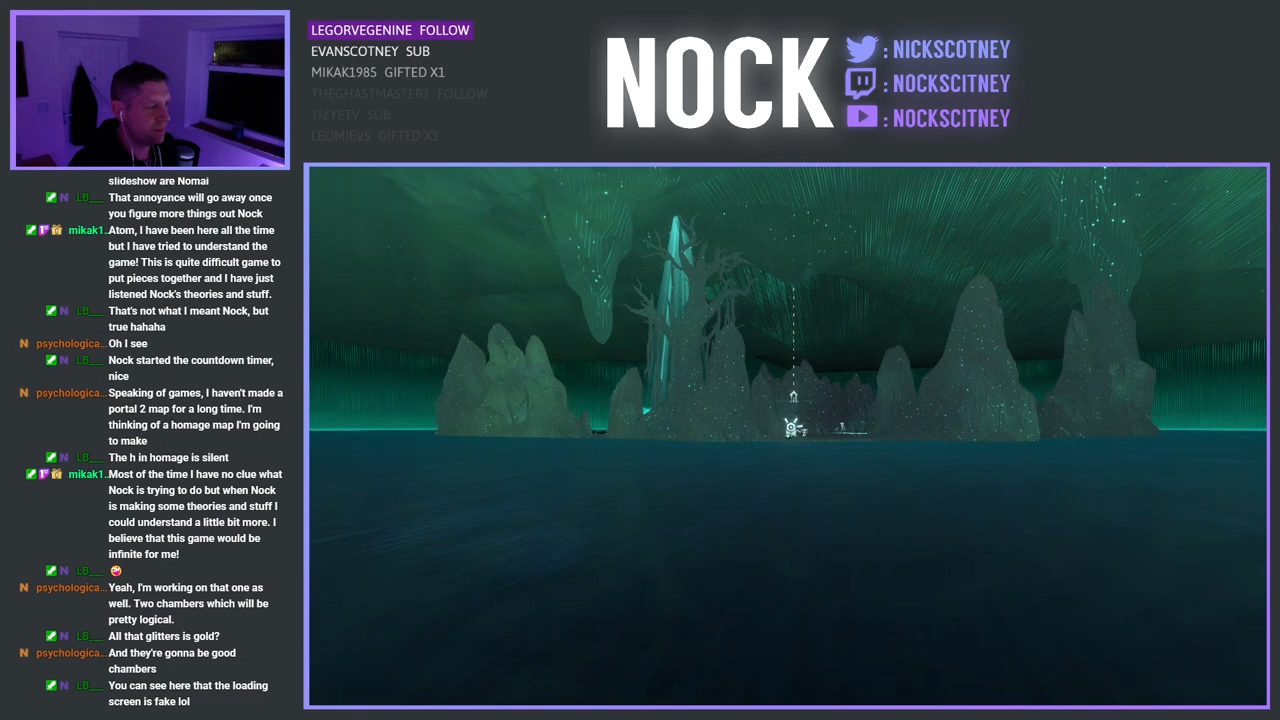 LEGORVEGENINE FOLLOW
EVANSCOTNEY SUB
MIKAK1985 GIFTED X1
THEGHASTMASTER1 FOLLOW
TIZYETV SUB
LEOMIEVS GIFTED X1
NOCK
: NICKSCOTNEY
: NOCKSCITNEY
: NOCKSCITNEY
slideshow are Nomai
N LB__ That annoyance will go away once
you figure more things out Nock
mikak1.. Atom, I have been here all the time
but I have tried to understand the
game! This is quite difficult game to
put pieces together and I have just
listened Nock's theories and stuff.
N LB__ That's not what I meant Nock, but
true hahaha
N psychologica... Oh I see
N LB__ Nock started the countdown timer,
nice
N psychologica... Speaking of games, I haven't made a
portal 2 map for a long time. I'm
thinking of a homage map I'm going
to make
N LB__ The h in homage is silent
mikak1.. Most of the time I have no clue what
Nock is trying to do but when Nock
is making some theories and stuff I
could understand a little bit more. I
believe that this game would be
infinite for me!
N LB__
N psychologica... Yeah, I'm working on that one as
well. Two chambers which will be
pretty logical.
N LB__ All that glitters is gold?
N psychologica... And they're gonna be good
chambers
N LB__ You can see here that the loading
screen is fake lol